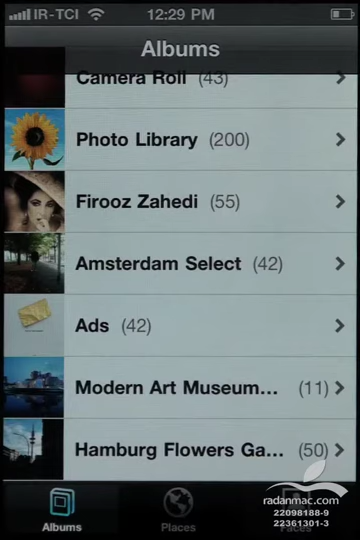 IR-TCI 12:29 PM
Albums
Camera Roll (43)
Photo Library (200)
Firooz Zahedi (55)
Amsterdam Select (42)
Ads (42)
Modern Art Museum... (11)
Hamburg Flowers Ga... (50)
Albums Places Faces
radanmac.com
22098188-9
22361301-3